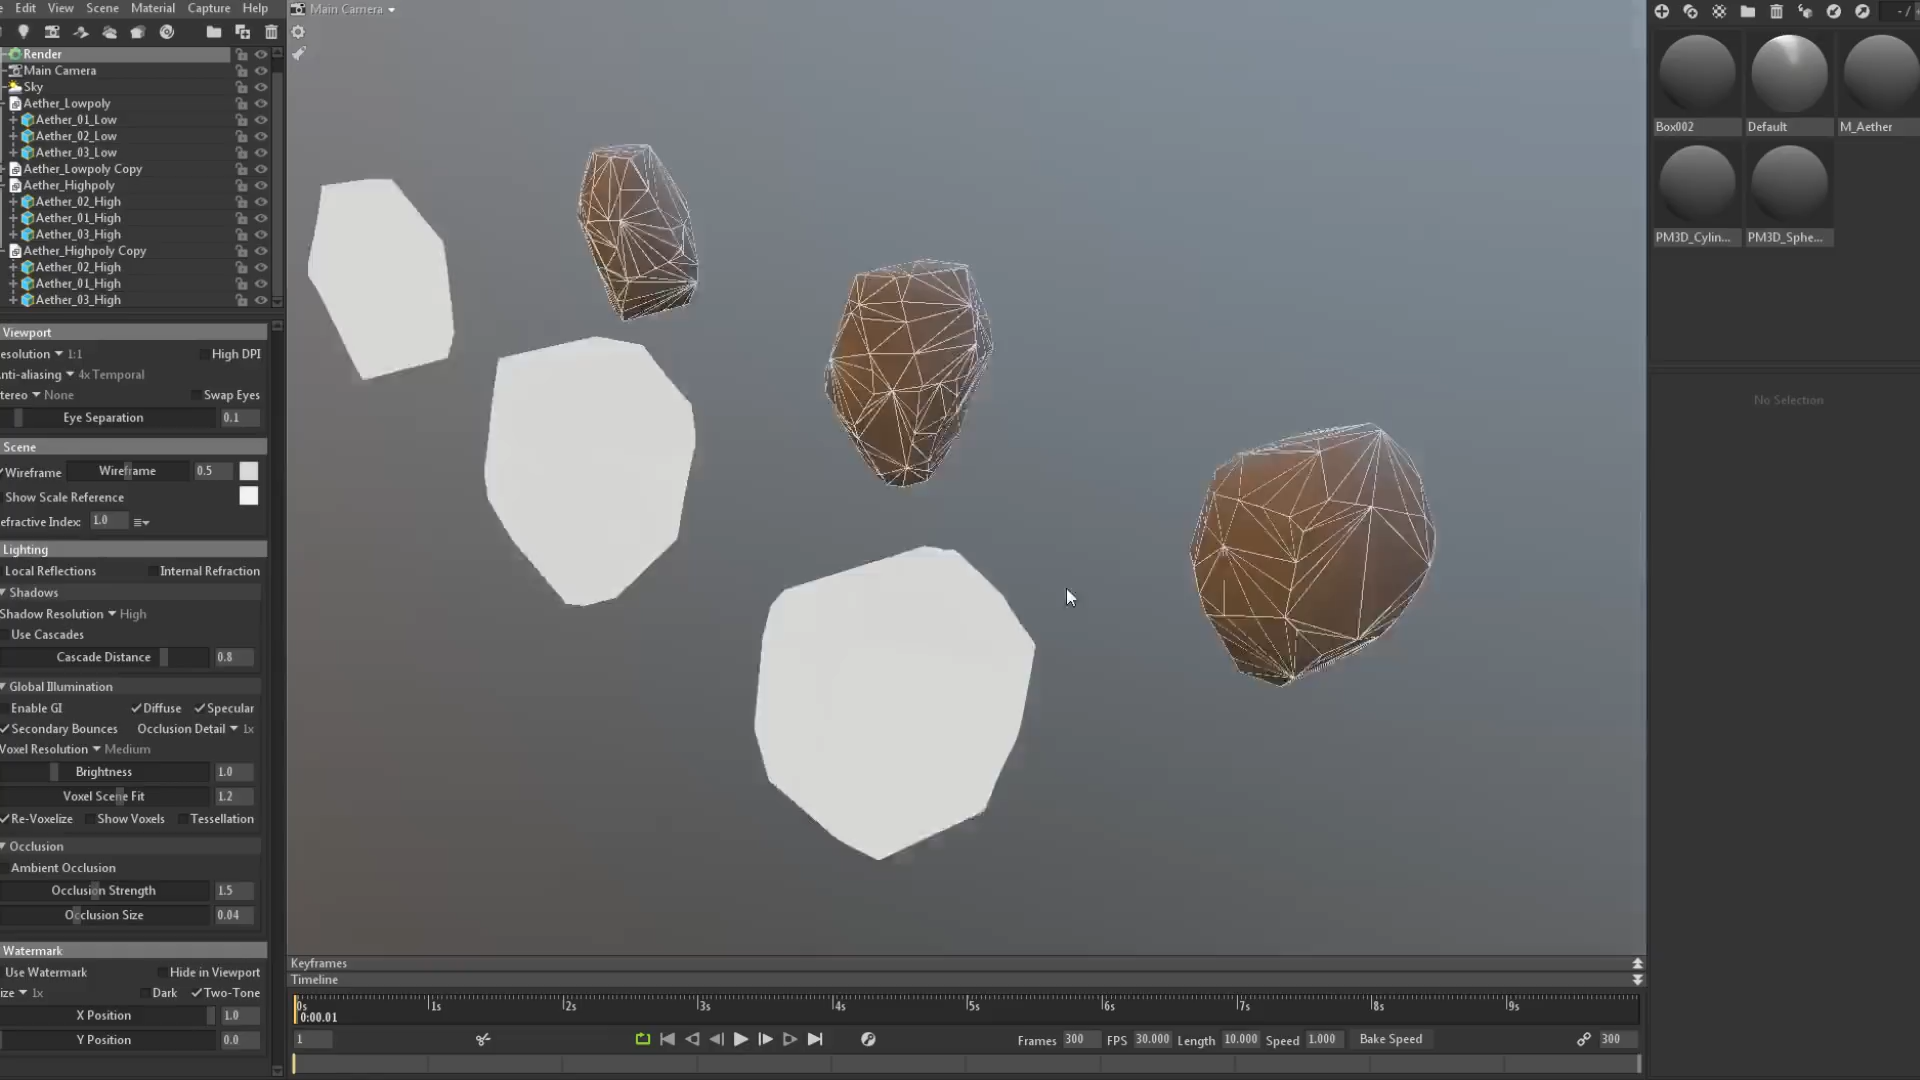 Edit View Scene Material Capture Help
Main Camera
Render
Main Camera
Sky
Aether_Lowpoly
Aether_01_Low
Aether_02_Low
Aether_03_Low
Aether_Lowpoly Copy
Aether_Highpoly
Aether_02_High
Aether_01_High
Aether_03_High
Aether_Highpoly Copy
Aether_02_High
Aether_01_High
Aether_03_High
Viewport
esolution 1:1 High DPI
nti-aliasing 4x Temporal
tereo None Swap Eyes
Eye Separation 0.1
Scene
Wireframe Wireframe 0.5
Show Scale Reference
efractive Index: 1.0
Lighting
Local Reflections Internal Refraction
Shadows
Shadow Resolution High
Use Cascades
Cascade Distance 0.8
Global Illumination
Enable GI Diffuse Specular
Secondary Bounces Occlusion Detail 1x
Voxel Resolution Medium
Brightness 1.0
Voxel Scene Fit 1.2
Re-Voxelize Show Voxels Tessellation
Occlusion
Ambient Occlusion
Occlusion Strength 1.5
Occlusion Size 0.04
Watermark
Use Watermark Hide in Viewport
ize 1x Dark Two-Tone
X Position 1.0
Y Position 0.0
Keyframes
Timeline
0s 1s 2s 3s 4s 5s 6s 7s 8s 9s
0:00.01
1 Frames 300 FPS 30.000 Length 10.000 Speed 1.000 Bake Speed 300
- /
Box002 Default M_Aether
PM3D_Cylin... PM3D_Sphe...
No Selection